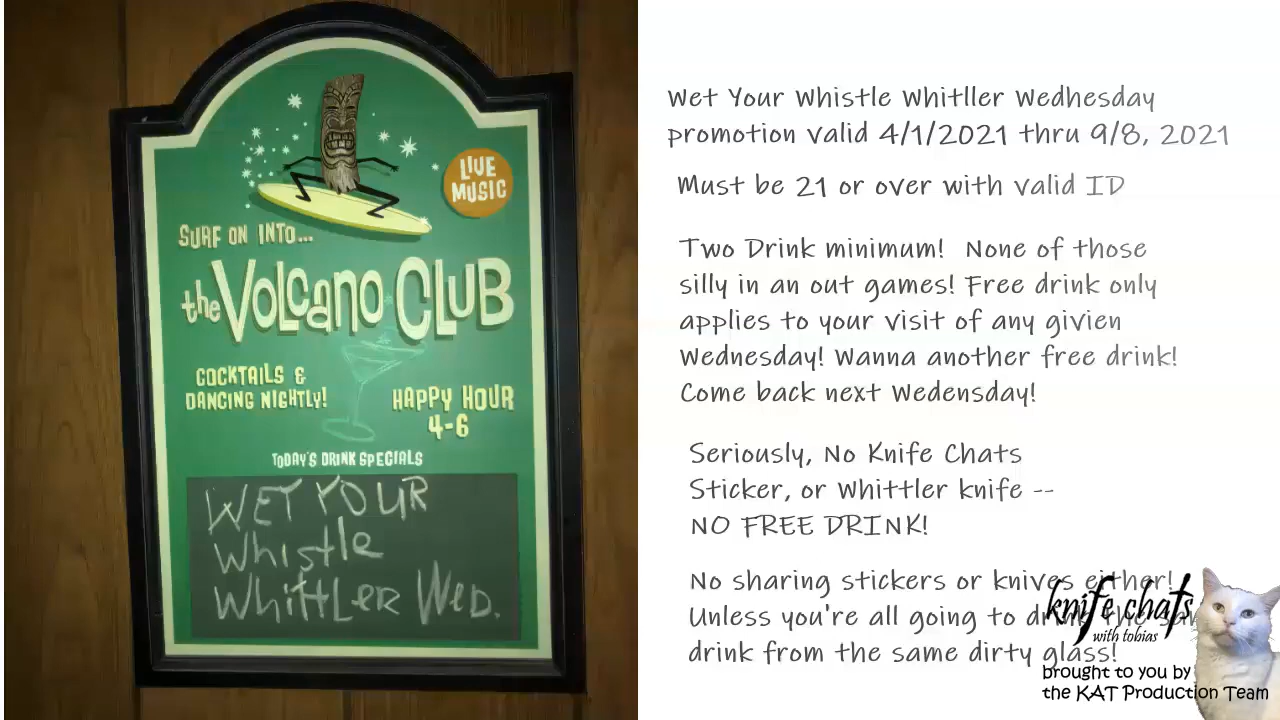 LIVE
MUSIC
SURF ON INTO...
the VOLCANO CLUB
COCKTAILS &
DANCING NIGHTLY!
HAPPY HOUR
4-6
TODAY'S DRINK SPECIALS
WET YOUR
Whistle
WhittLER WED.
Wet Your Whistle Whitller Wednesday
promotion valid 4/1/2021 thru 9/8, 2021
Must be 21 or over with valid ID
Two Drink minimum! None of those
silly in an out games! Free drink only
applies to your visit of any givien
Wednesday! Wanna another free drink!
Come back next Wedensday!
Seriously, No Knife Chats
Sticker, or Whittler knife --
NO FREE DRINK!
No sharing stickers or knives either!
Unless you're all going to drink the
drink from the same dirty glass!
knife chats
with tobias
brought to you by
the KAT Production Team